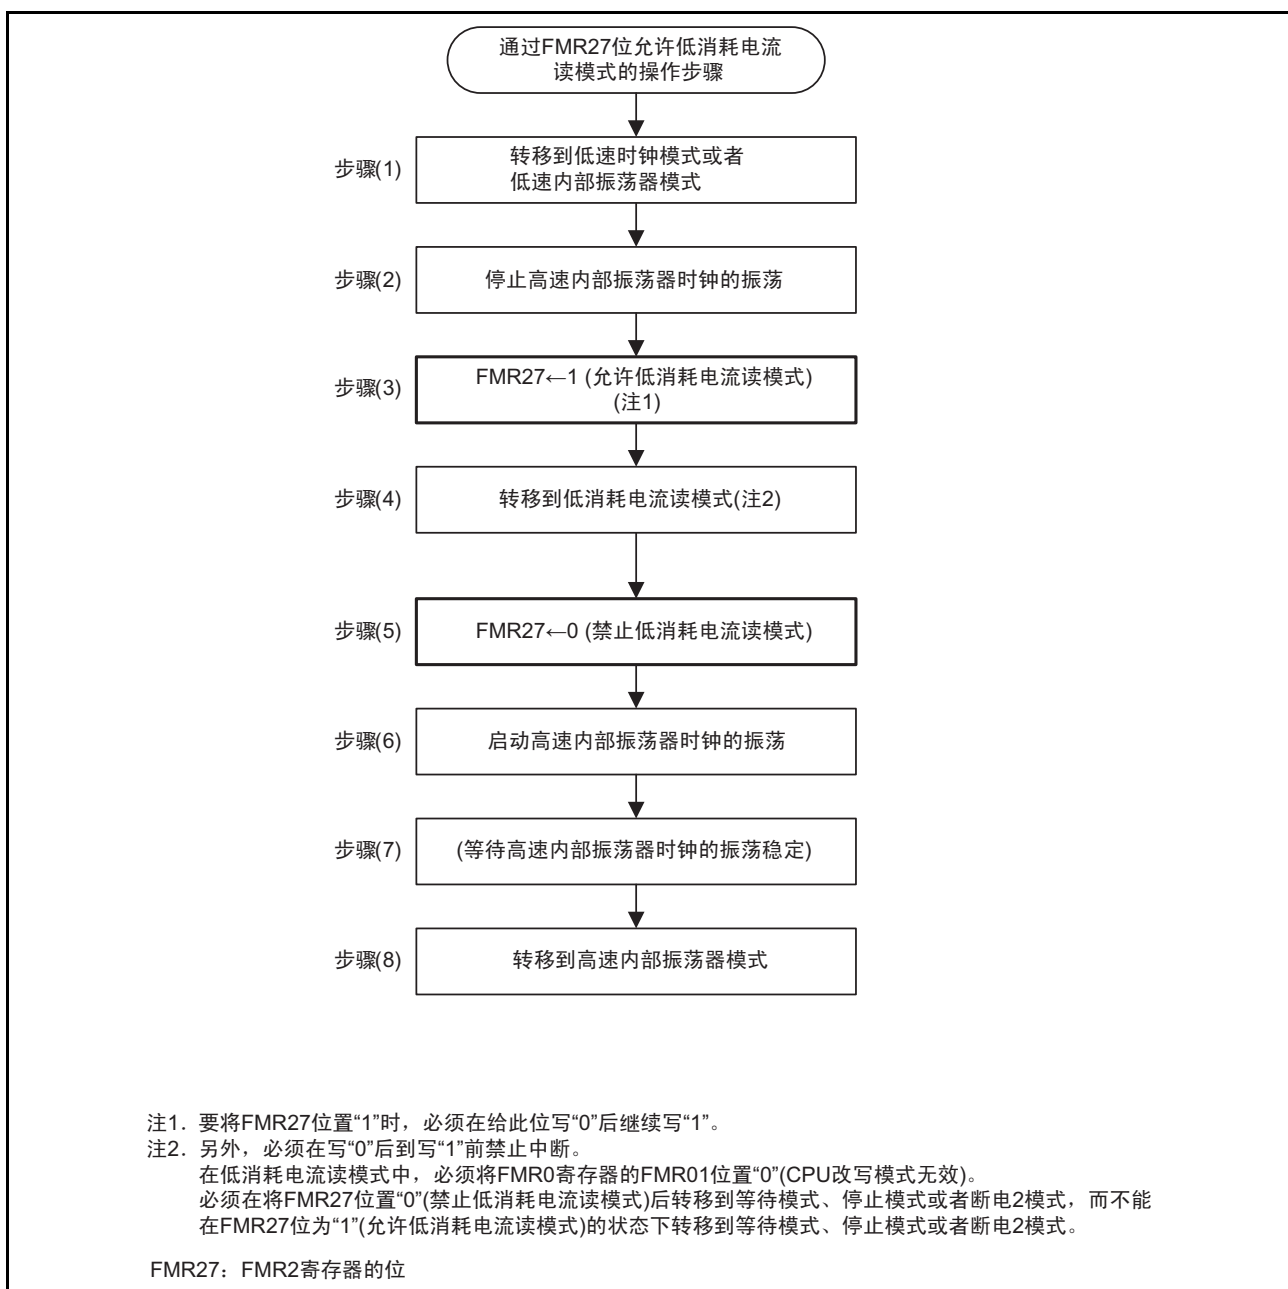 通过FMR27位允许低消耗电流
读模式的操作步骤
步骤(1)
转移到低速时钟模式或者
低速内部振荡器模式
步骤(2)
停止高速内部振荡器时钟的振荡
步骤(3)
FMR27←1 (允许低消耗电流读模式)
(注1)
步骤(4)
转移到低消耗电流读模式(注2)
步骤(5)
FMR27←0 (禁止低消耗电流读模式)
步骤(6)
启动高速内部振荡器时钟的振荡
步骤(7)
(等待高速内部振荡器时钟的振荡稳定)
步骤(8)
转移到高速内部振荡器模式
注1. 要将FMR27位置“1”时，必须在给此位写“0”后继续写“1”。
注2. 另外，必须在写“0”后到写“1”前禁止中断。
在低消耗电流读模式中，必须将FMR0寄存器的FMR01位置“0”(CPU改写模式无效)。
必须在将FMR27位置“0”(禁止低消耗电流读模式)后转移到等待模式、停止模式或者断电2模式，而不能
在FMR27位为“1”(允许低消耗电流读模式)的状态下转移到等待模式、停止模式或者断电2模式。
FMR27：FMR2寄存器的位